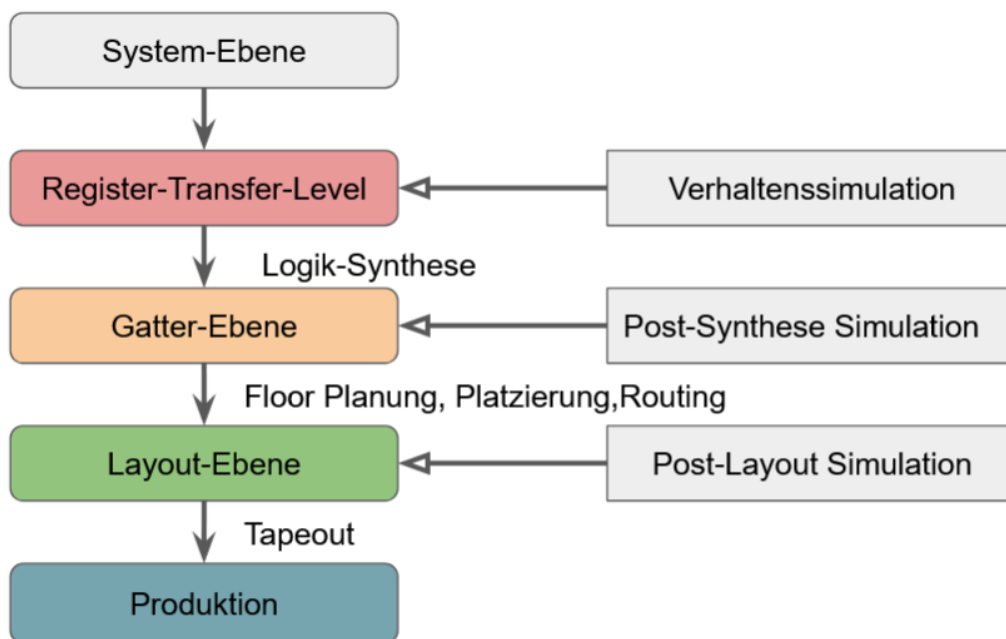 System-Ebene
Register-Transfer-Level
Verhaltenssimulation
Logik-Synthese
Gatter-Ebene
Post-Synthese Simulation
Floor Planung, Platzierung,Routing
Layout-Ebene
Post-Layout Simulation
Tapeout
Produktion